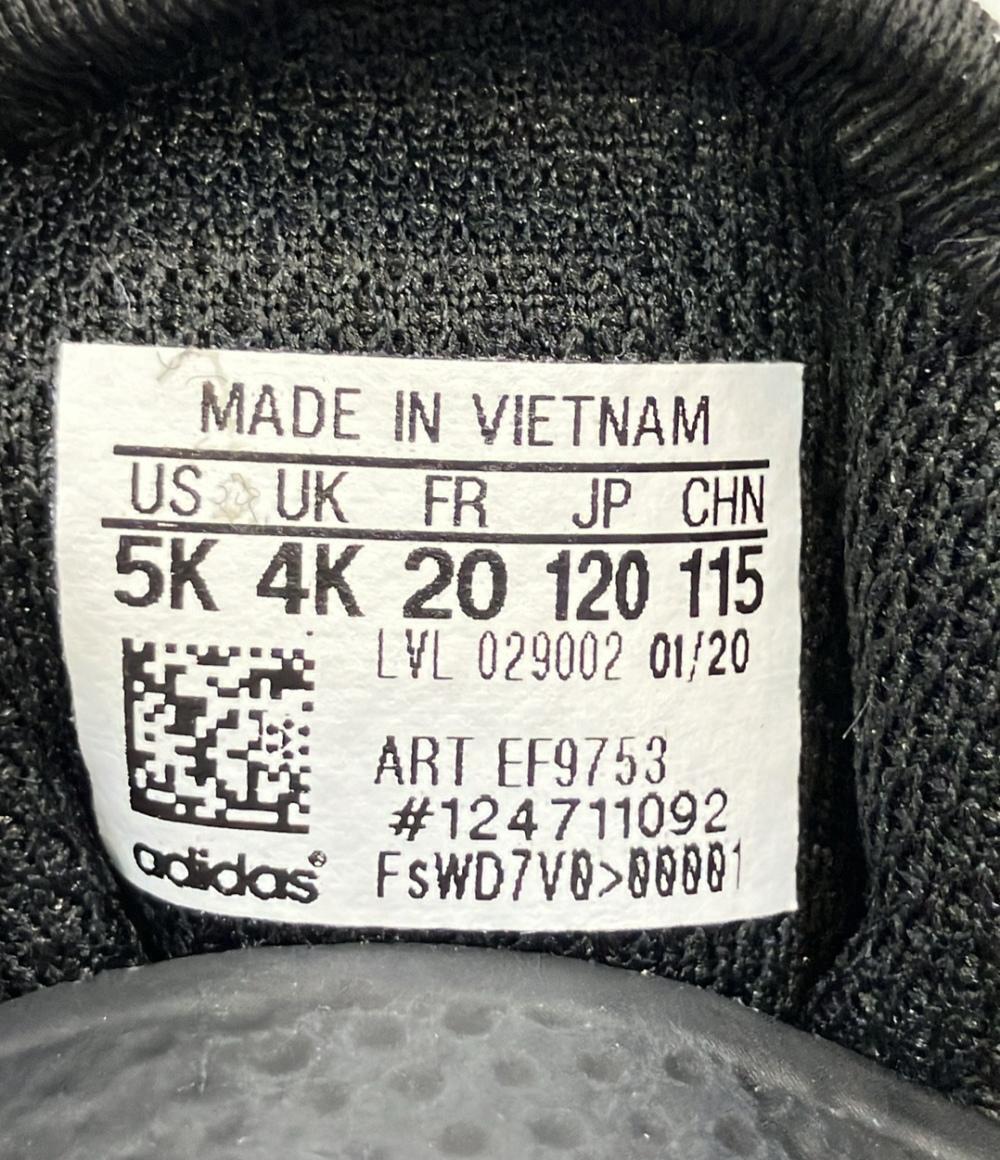 MADE IN VIETNAM
US UK FR JP CHN
5K 4K 20 120 115
LVL 029002 01/20
ART EF9753
#124711092
adidas® FsWD7V0>00001